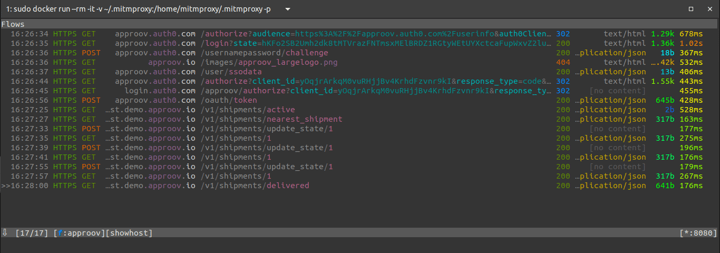 1: sudo docker run –rm -it -v ~/.mitmproxy:/home/mitmproxy/.mitmproxy -p
Flows
16:26:34 HTTPS GET approov.auth0.com /authorize?audience=https%3A%2F%2Fapproov.auth0.com%2Fuserinfo&auth0Clien… 302 text/html 1.29k 678ms
16:26:35 HTTPS GET approov.auth0.com /login?state= 200 text/html 1.36k 1.02s
16:26:36 HTTPS POST approov.auth0.com /usernamepassword/challenge 200 …plication/json 18b 367ms
16:26:36 HTTPS GET approov.io /images/approov_largelogo.png 404 text/… .42k 532ms
16:26:37 HTTPS GET approov.auth0.com /user/ssodata 200 …plication/json 13b 406ms
16:26:44 HTTPS GET approov.auth0.com /authorize?client_id=yOqjrArkqM8vuRHjjBv4KrhdFzvnr9kI&response_type=code&… 302 text/html 1.55k 443ms
16:26:45 HTTPS GET login.approov.io /approov/authorize?client_id=yOqjrArkqM8vuRHjjBv4KrhdFzvnr9kI&response_ty… 302 [no content] 455ms
16:26:56 HTTPS POST approov.auth0.com /oauth/token 200 …plication/json 645b 428ms
16:27:25 HTTPS GET …st.demo.approov.io /v1/shipments/active 200 …plication/json 2b 528ms
16:27:27 HTTPS GET …st.demo.approov.io /v1/shipments/nearest_shipment 200 …plication/json 317b 163ms
16:27:33 HTTPS POST …st.demo.approov.io /v1/shipments/update_state/1 200 [no content] 177ms
16:27:35 HTTPS GET …st.demo.approov.io /v1/shipments/1 200 …plication/json 317b 275ms
16:27:39 HTTPS POST …st.demo.approov.io /v1/shipments/update_state/1 200 [no content] 196ms
16:27:41 HTTPS GET …st.demo.approov.io /v1/shipments/1 200 …plication/json 317b 176ms
16:27:55 HTTPS POST …st.demo.approov.io /v1/shipments/update_state/1 200 [no content] 179ms
16:27:57 HTTPS GET …st.demo.approov.io /v1/shipments/1 200 …plication/json 317b 267ms
>>16:28:00 HTTPS GET …st.demo.approov.io /v1/shipments/delivered 200 …plication/json 641b 176ms
⇩ [17/17] [f:approov][showhost] [*:8080]